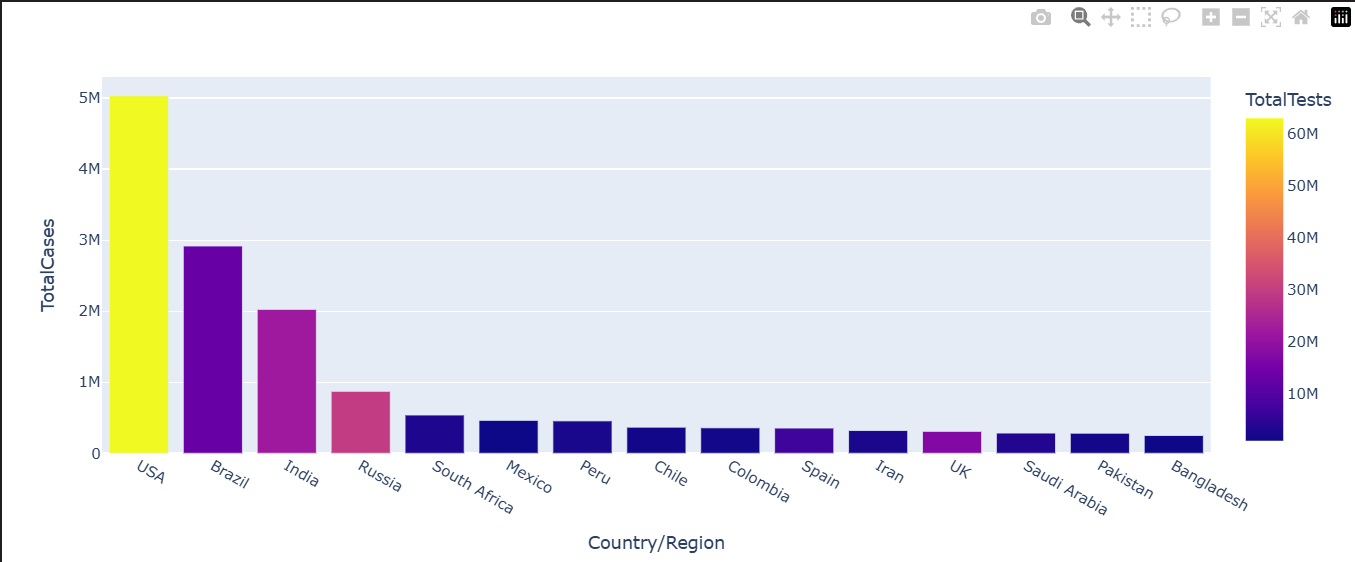 TotalTests
60M
50M
40M
30M
20M
10M
TotalCases
5M
4M
3M
2M
1M
0
USA
Brazil
India
Russia
South Africa
Mexico
Peru
Chile
Colombia
Spain
Iran
UK
Saudi Arabia
Pakistan
Bangladesh
Country/Region